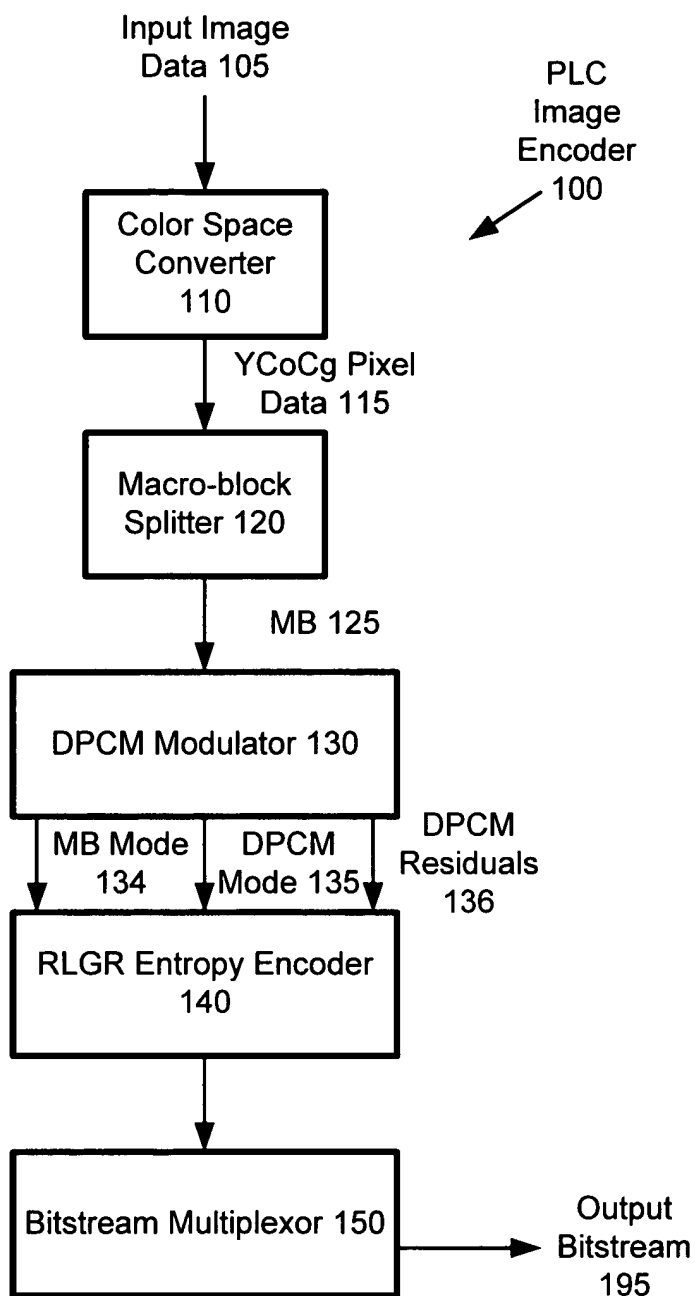 Input Image
Data 105
PLC
Image
Encoder
100
Color Space
Converter
110
YCoCg Pixel
Data 115
Macro-block
Splitter 120
MB 125
DPCM Modulator 130
MB Mode
134
DPCM
Mode 135
DPCM
Residuals
136
RLGR Entropy Encoder
140
Bitstream Multiplexor 150
Output
Bitstream
195